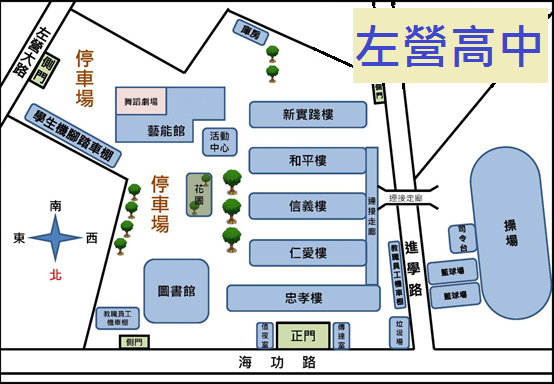 左營高中
庫房
左營大路
側門
停車場
舞蹈劇場
藝能館
學生機腳踏車棚
活動
中心
新實踐樓
側門
和平樓
停車場
花圃
信義樓
連接走廊
連接走廊
操場
司令台
南
東
西
北
仁愛樓
進學路
教職員工機車棚
籃球場
籃球場
圖書館
忠孝樓
教職員工
機車棚
側門
值夜室
正門
傳達室
垃圾場
海功路